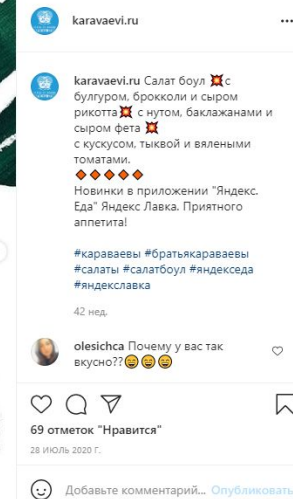 karavaevi.ru
karavaevi.ru Салат боул 💥с
булгуром, брокколи и сыром
рикотта💥 с нутом, баклажанами и
сыром фета 💥
с кускусом, тыквой и вялеными
томатами.
🔸🔸🔸🔸🔸
Новинки в приложении "Яндекс.
Еда" Яндекс Лавка. Приятного
аппетита!
#караваевы #братьякараваевы
#салаты #салатбоул #яндекседа
#яндекславка
42 нед.
olesichca Почему у вас так
вкусно??😄😄😄
69 отметок "Нравится"
28 ИЮЛЬ 2020 Г.
Добавьте комментарий... Опубликовать